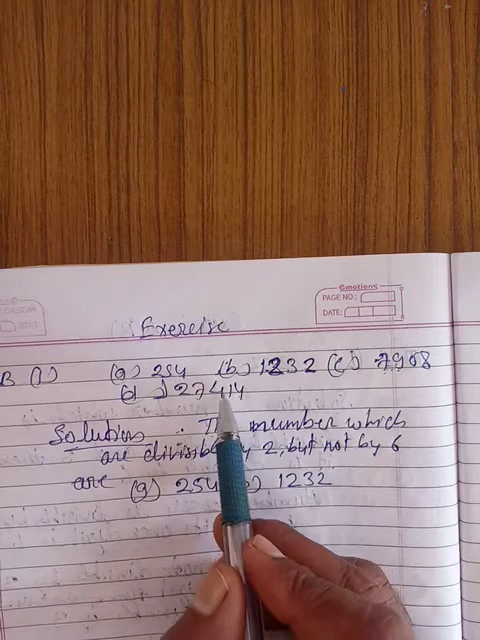 emotions
PAGE NO.:
DATE:
Exercise
B (1) (a) 254 (b) 1232 (c) 7908
(d) 27414
Solution : The number which
are divisible by 2, but not by 6
are (a) 254 (b) 1232